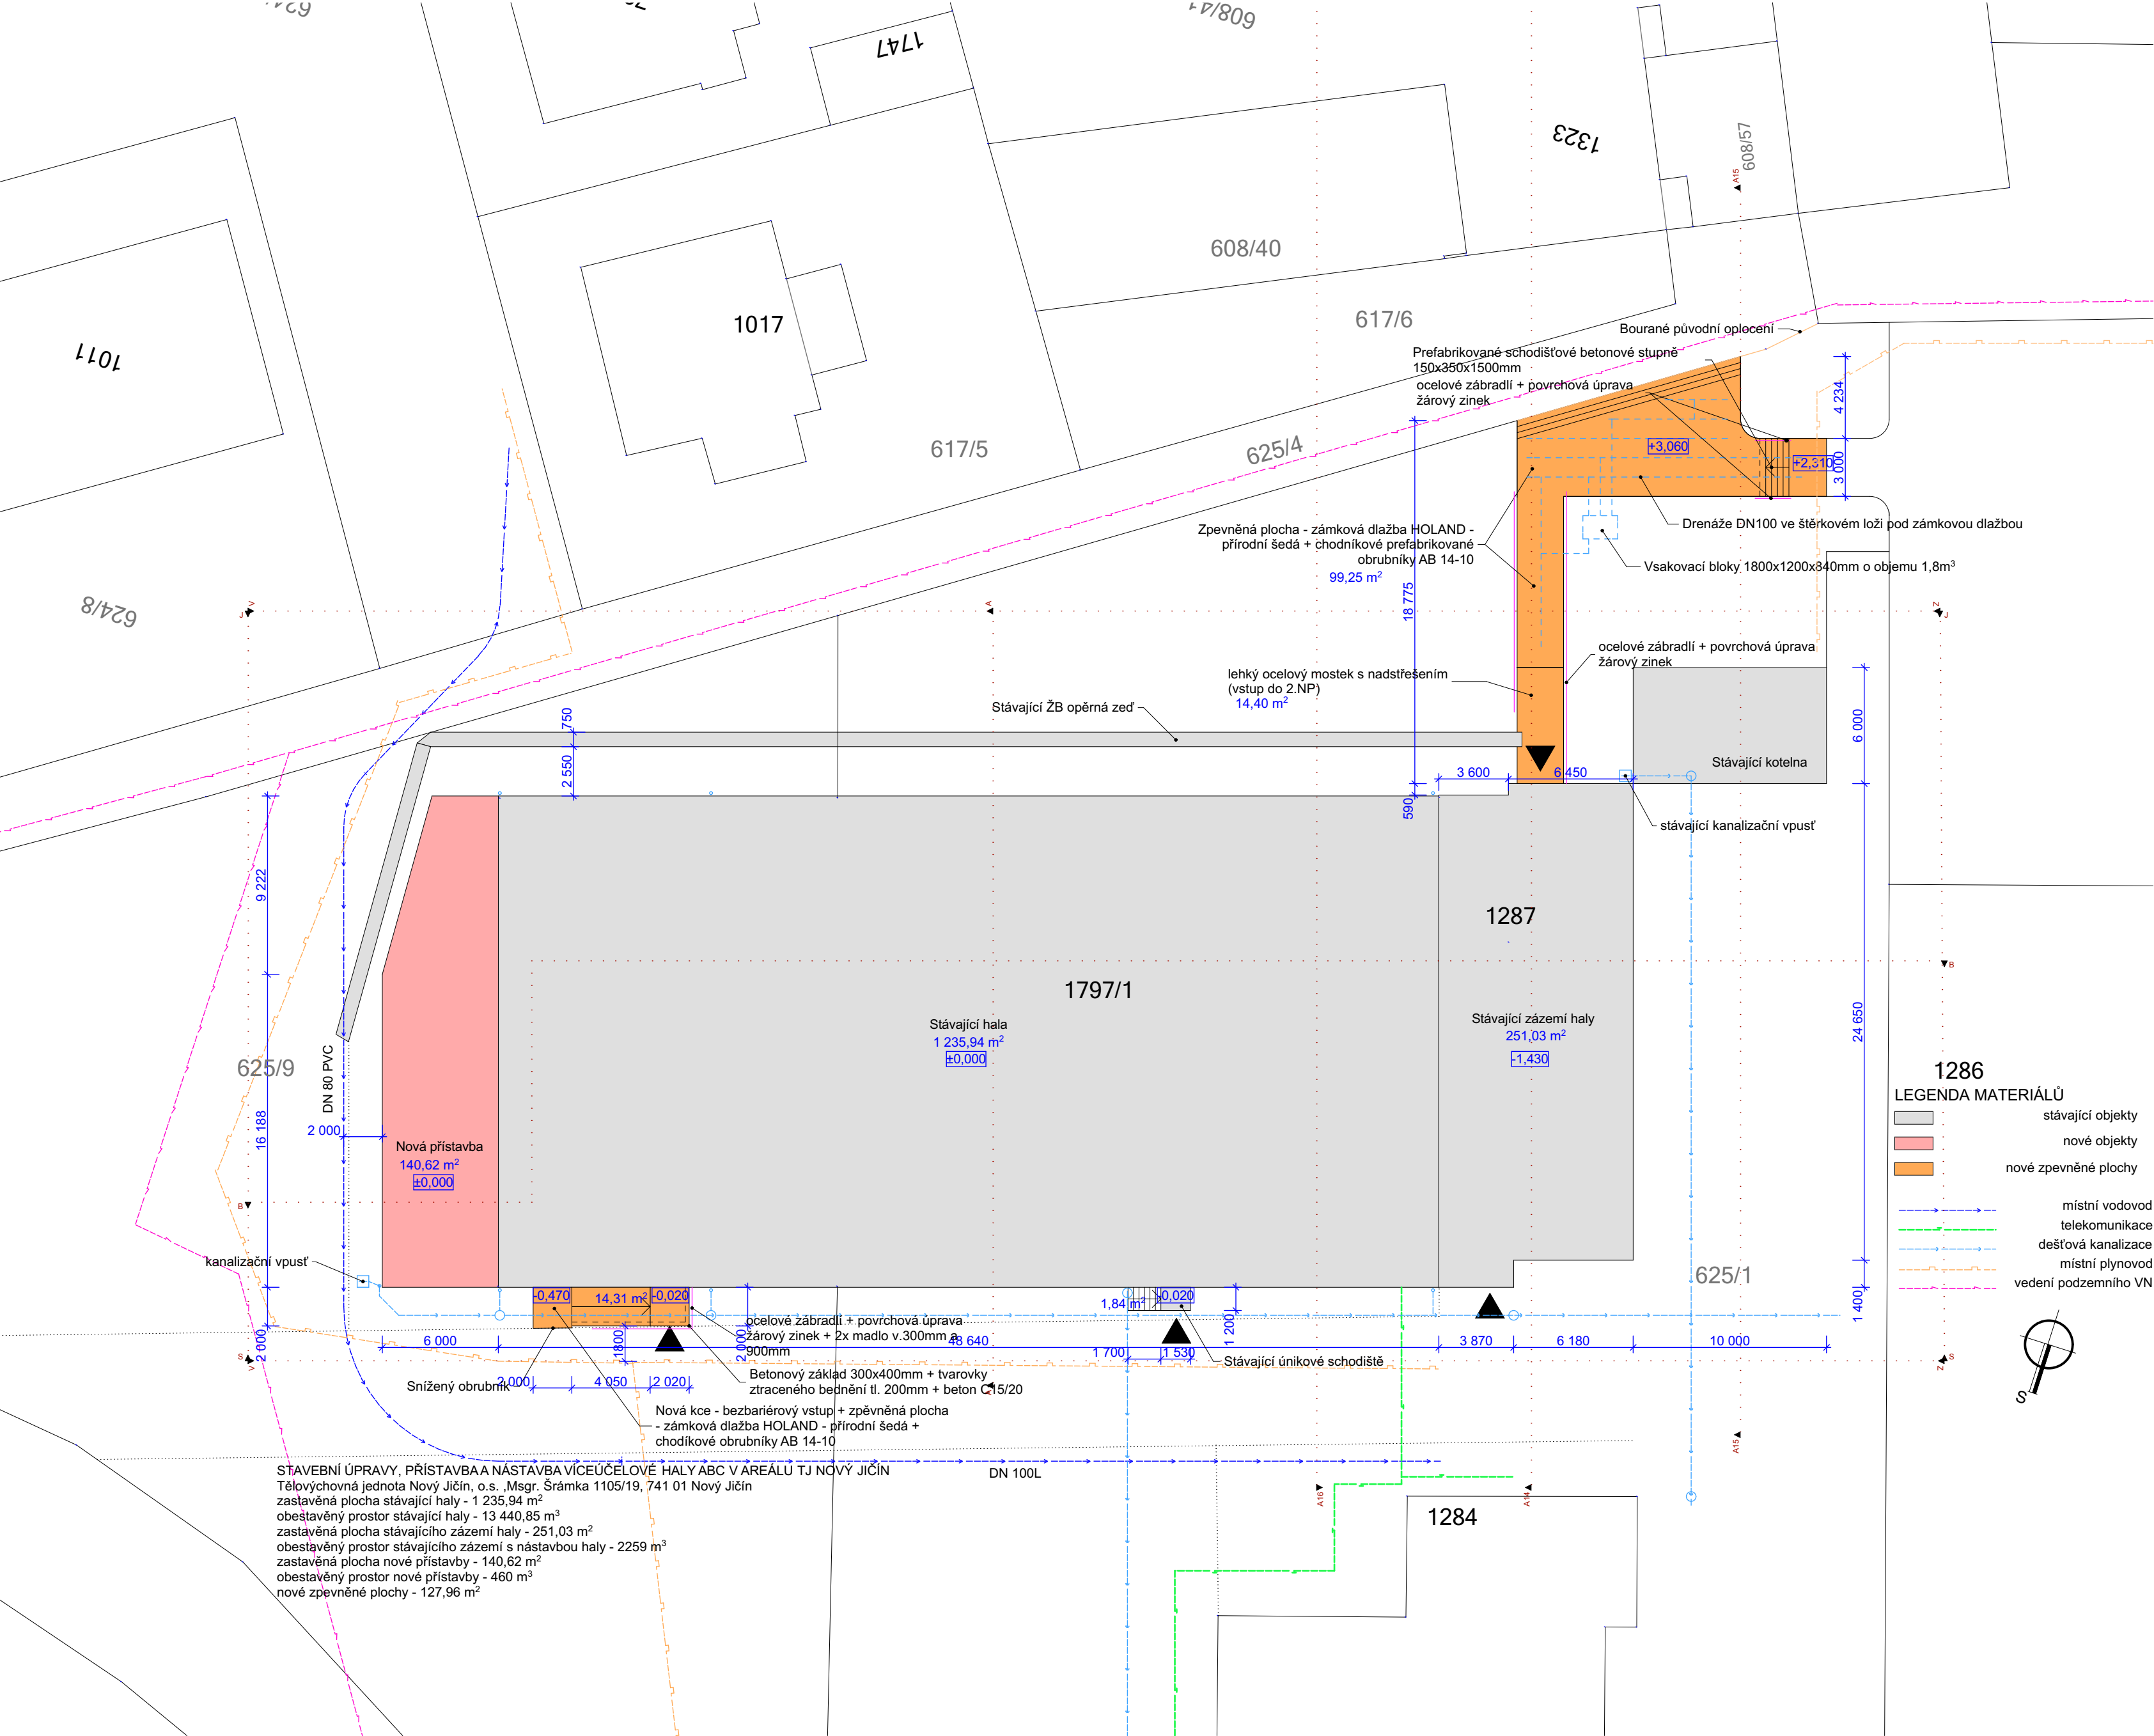 608/41
1747
1323
608/57
A15
608/40
1017
1011
617/6
Bourané původní oplocení
Prefabrikované schodišťové betonové stupně
150x350x1500mm
ocelové zábradlí + povrchová úprava
žárový zinek
4 234
617/5
625/4
+3,060
+2,310
3 000
Drenáže DN100 ve štěrkovém loži pod zámkovou dlažbou
Zpevněná plocha - zámková dlažba HOLAND -
přírodní šedá + chodníkové prefabrikované
obrubníky AB 14-10
99,25 m²
Vsakovací bloky 1800x1200x840mm o objemu 1,8m³
18 775
624/8
V
J
A
Z
J
ocelové zábradlí + povrchová úprava
žárový zinek
lehký ocelový mostek s nadstřešením
(vstup do 2.NP)
14,40 m²
Stávající ŽB opěrná zeď
750
2 550
6 000
Stávající kotelna
3 600
6 450
590
stávající kanalizační vpusť
9 222
1287
B
1797/1
Stávající hala
1 235,94 m²
±0,000
Stávající zázemí haly
251,03 m²
-1,430
24 650
625/9
DN 80 PVC
16 188
2 000
Nová přístavba
140,62 m²
±0,000
B
1286
LEGENDA MATERIÁLŮ
stávající objekty
nové objekty
nové zpevněné plochy
místní vodovod
telekomunikace
dešťová kanalizace
místní plynovod
vedení podzemního VN
kanalizační vpusť
625/1
-0,470
14,31 m²
-0,020
1,84 m²
-0,020
1 200
1 400
2 000
1800
2 000
ocelové zábradlí + povrchová úprava
žárový zinek + 2x madlo v.300mm a
900mm
6 000
48 640
3 870
6 180
10 000
1 700
1 530
Stávající únikové schodiště
S
V
S
Z
Snížený obrubník
2 000
4 050
2 020
Betonový základ 300x400mm + tvarovky
ztraceného bednění tl. 200mm + beton C15/20
A
Nová kce - bezbariérový vstup + zpěvněná plocha
- zámková dlažba HOLAND - přírodní šedá +
chodíkové obrubníky AB 14-10
S
A15
DN 100L
A16
A14
1284
STAVEBNÍ ÚPRAVY, PŘÍSTAVBA A NÁSTAVBA VÍCEÚČELOVÉ HALY ABC V AREÁLU TJ NOVÝ JIČÍN
Tělovýchovná jednota Nový Jičín, o.s. ,Msgr. Šrámka 1105/19, 741 01 Nový Jičín
zastavěná plocha stávající haly - 1 235,94 m²
obestavěný prostor stávající haly - 13 440,85 m³
zastavěná plocha stávajícího zázemí haly - 251,03 m²
obestavěný prostor stávajícího zázemí s nástavbou haly - 2259 m³
zastavěná plocha nové přístavby - 140,62 m²
obestavěný prostor nové přístavby - 460 m³
nové zpevněné plochy - 127,96 m²